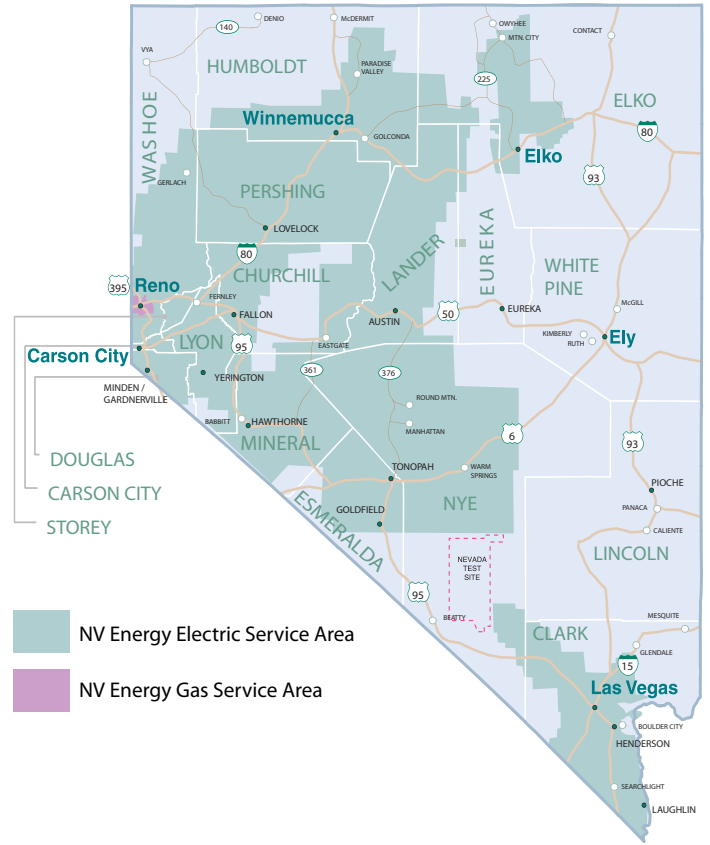 DENIO
McDERMIT
OWYHEE
140
MTN. CITY
CONTACT
VYA
PARADISE
VALLEY
HUMBOLDT
225
ELKO
WASHOE
Winnemucca
80
GOLCONDA
Elko
GERLACH
93
PERSHING
LOVELOCK
LANDER
EUREKA
80
CHURCHILL
WHITE
PINE
395
Reno
FERNLEY
FALLON
AUSTIN
50
EUREKA
McGILL
KIMBERLY
RUTH
Ely
LYON
95
EASTGATE
Carson City
361
376
YERINGTON
MINDEN /
GARDNERVILLE
ROUND MTN.
BABBITT
HAWTHORNE
MANHATTAN
6
93
MINERAL
DOUGLAS
TONOPAH
WARM
SPRINGS
PIOCHE
CARSON CITY
ESMERALDA
GOLDFIELD
NYE
PANACA
STOREY
CALIENTE
NEVADA
TEST
SITE
LINCOLN
95
BEATTY
MESQUITE
NV Energy Electric Service Area
CLARK
GLENDALE
15
NV Energy Gas Service Area
Las Vegas
BOULDER CITY
HENDERSON
SEARCHLIGHT
LAUGHLIN